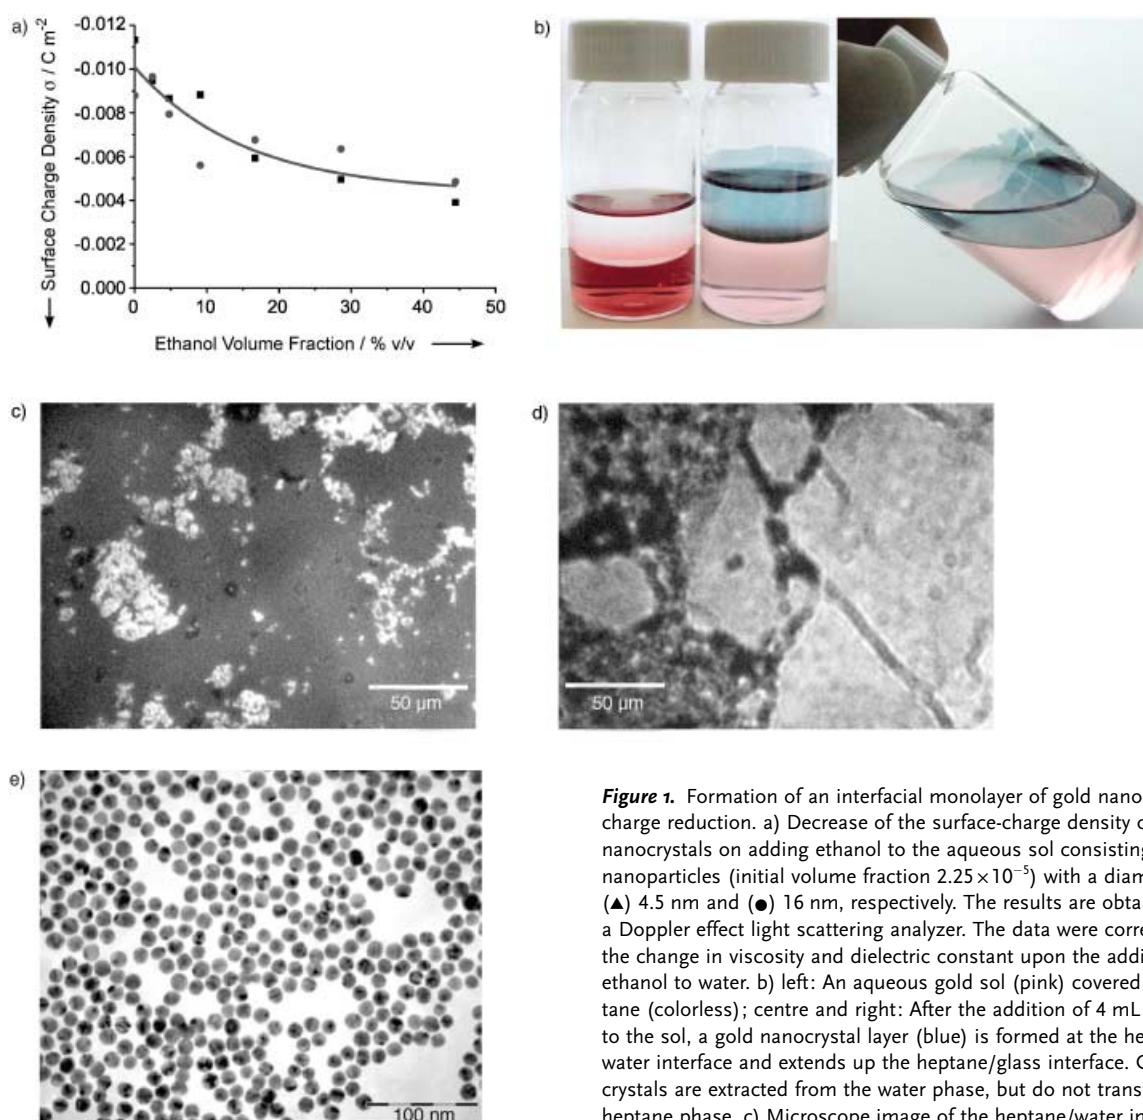 a)
-0.012
-0.010
-0.008
-0.006
-0.004
-0.002
0.000
Surface Charge Density σ / C m⁻²
0 10 20 30 40 50
Ethanol Volume Fraction / % v/v
b)
c)
50 µm
d)
50 µm
e)
100 nm
Figure 1. Formation of an interfacial monolayer of gold nano-
charge reduction. a) Decrease of the surface-charge density
nanocrystals on adding ethanol to the aqueous sol consisting
nanoparticles (initial volume fraction 2.25×10⁻⁵) with a diam
(▲) 4.5 nm and (●) 16 nm, respectively. The results are obta
a Doppler effect light scattering analyzer. The data were corre
the change in viscosity and dielectric constant upon the addi
ethanol to water. b) left: An aqueous gold sol (pink) covered
tane (colorless); centre and right: After the addition of 4 mL
to the sol, a gold nanocrystal layer (blue) is formed at the he
water interface and extends up the heptane/glass interface.
crystals are extracted from the water phase, but do not trans
heptane phase. c) Microscope image of the heptane/water in